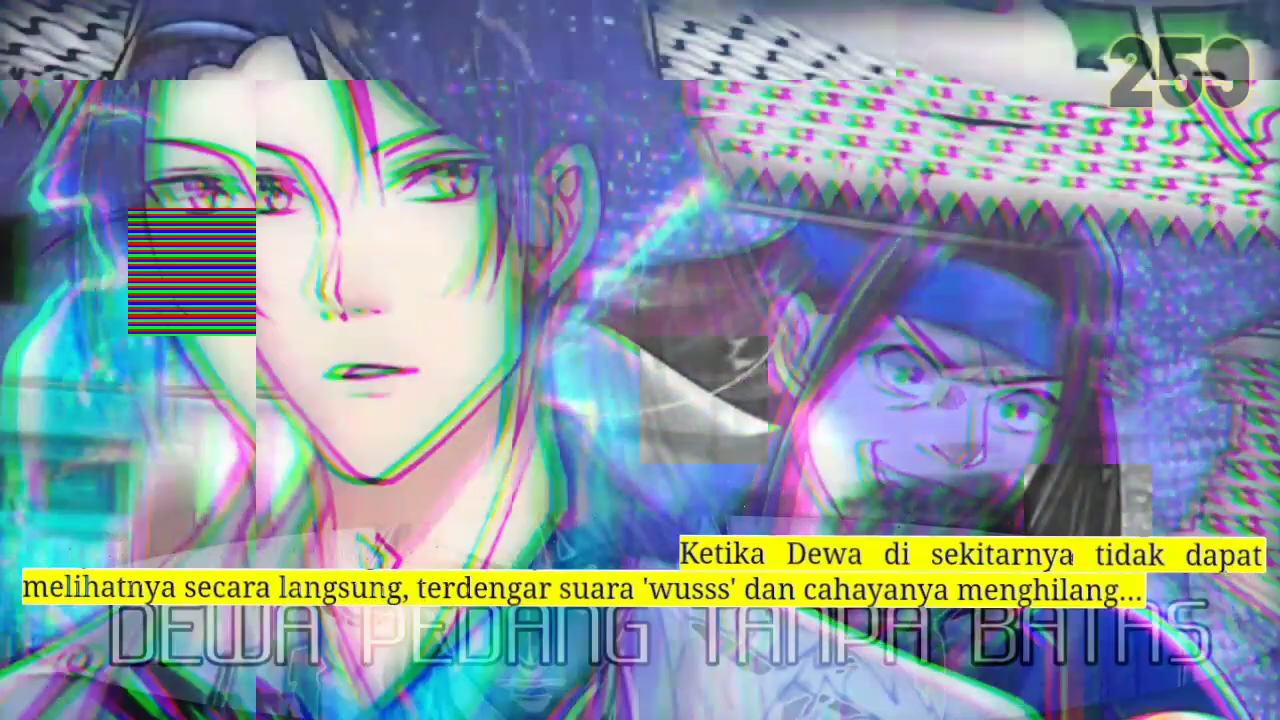 259
Ketika Dewa di sekitarnya tidak dapat
melihatnya secara langsung, terdengar suara 'wusss' dan cahayanya menghilang...
DEWA PEDANG TANPA BATAS